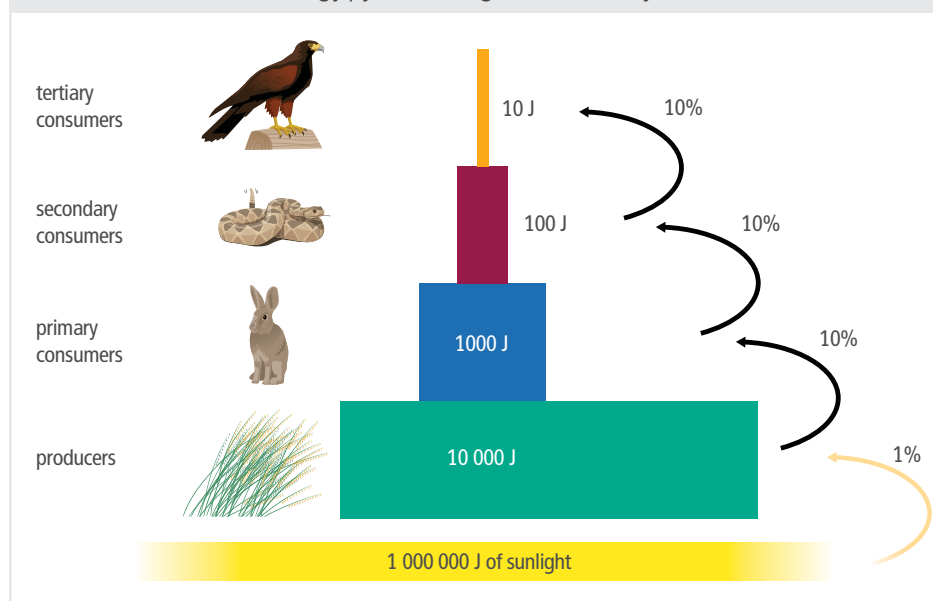 tertiary
consumers
10 J
10%
secondary
consumers
100 J
10%
primary
consumers
1000 J
10%
producers
10 000 J
1%
1 000 000 J of sunlight